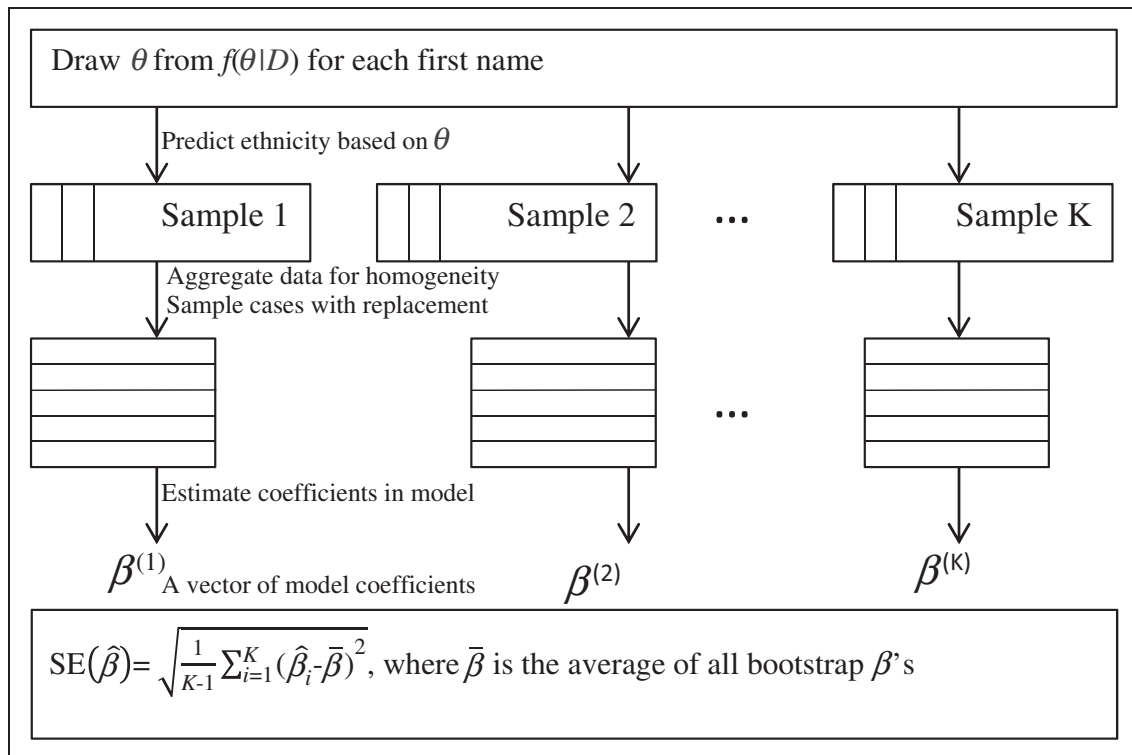 Draw θ from f(θ|D) for each first name
Predict ethnicity based on θ
Sample 1
Sample 2
...
Sample K
Aggregate data for homogeneity
Sample cases with replacement
...
Estimate coefficients in model
β⁽¹⁾
A vector of model coefficients
β⁽²⁾
β⁽ᴷ⁾
SE(β̂)= √(1/(K-1) ∑ᵢ₌₁ᴷ (β̂ᵢ-β̄)²), where β̄ is the average of all bootstrap β's